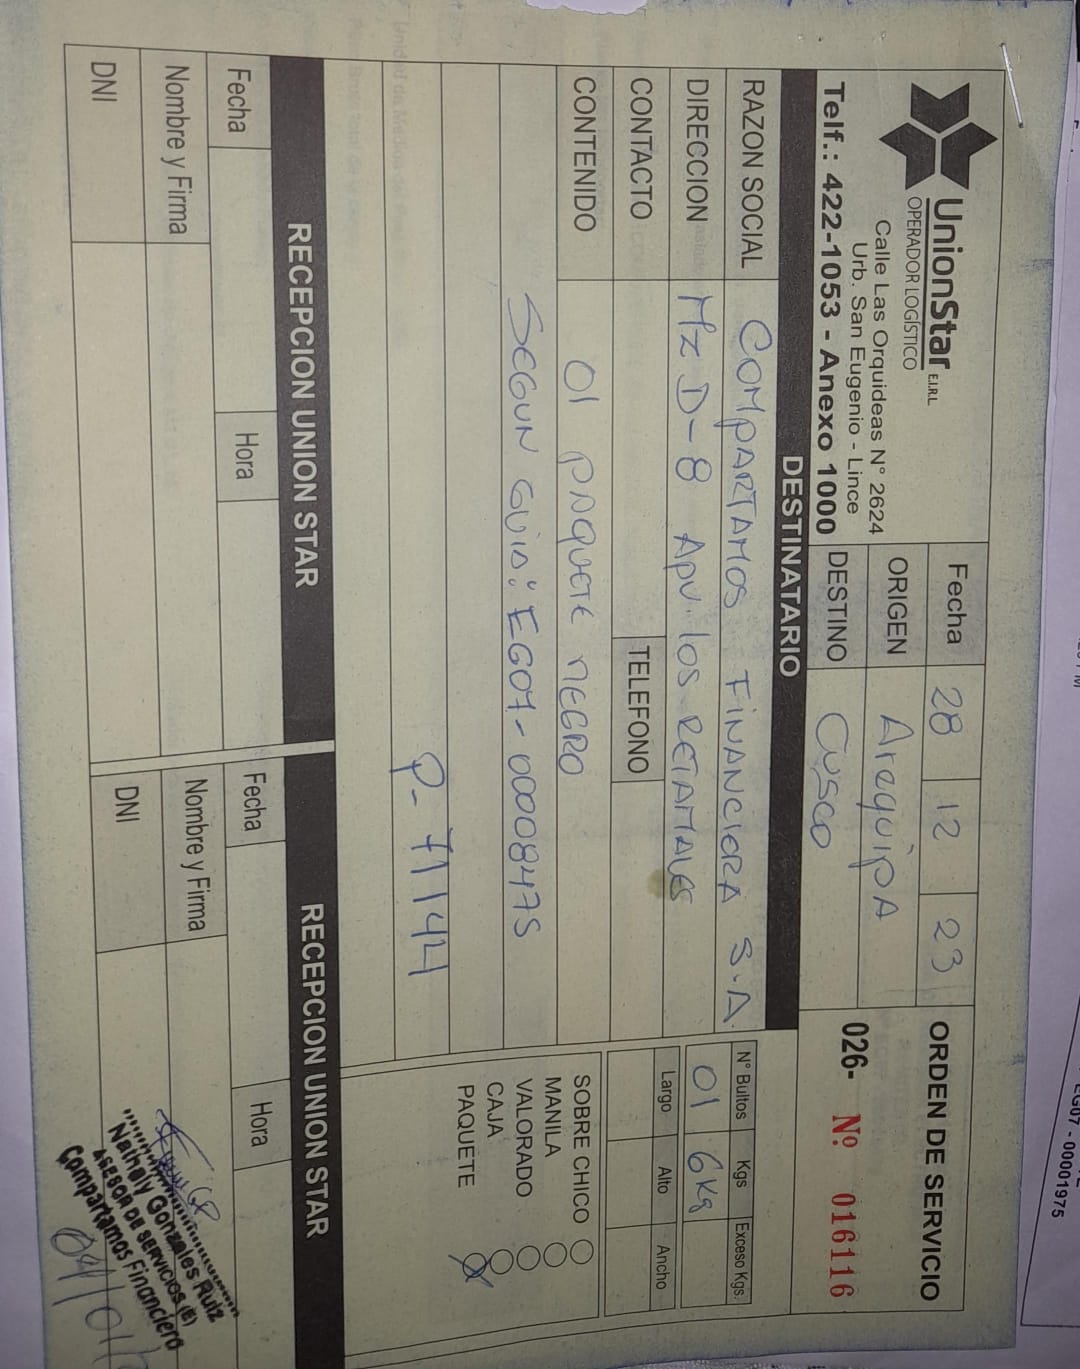 UnionStar E.I.R.L
OPERADOR LOGÍSTICO
Calle Las Orquideas N° 2624
Urb. San Eugenio - Lince
Telf.: 422-1053 - Anexo 1000
Fecha 28 12 23
ORIGEN Arequipa
DESTINO Cusco
ORDEN DE SERVICIO
026- Nº 016116
DESTINATARIO
RAZON SOCIAL COMPARTAMOS FINANCIERA S.A
DIRECCION Mz D-8 Apv. los RETAMALES
CONTACTO TELEFONO
CONTENIDO 01 PAQUETE NEGRO
SEGUN GUIA: EG07-00008475
P-71144
N° Bultos Kgs Exceso Kgs.
01 6Kg
Largo Alto Ancho
SOBRE CHICO
MANILA
VALORADO
CAJA
PAQUETE X
RECEPCION UNION STAR
Fecha Hora
Nombre y Firma
DNI
RECEPCION UNION STAR
Fecha Hora
Nombre y Firma
DNI
Nathaly Gonzales Ruiz
ASESOR DE SERVICIOS (E)
Compartamos Financiera
04/01/
EG07 - 00001975